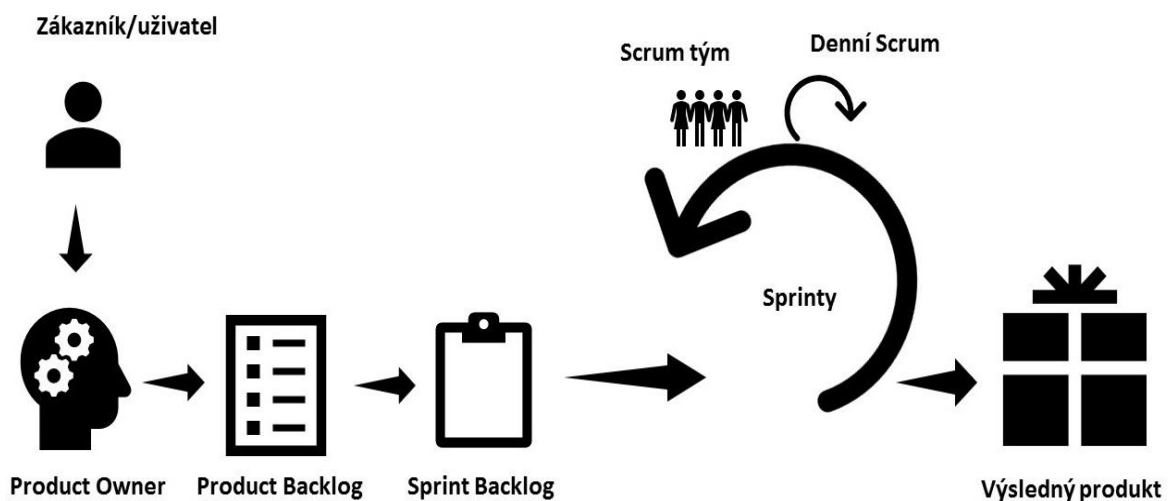 Zákazník/uživatel
Scrum tým
Denní Scrum
Sprinty
Product Owner
Product Backlog
Sprint Backlog
Výsledný produkt